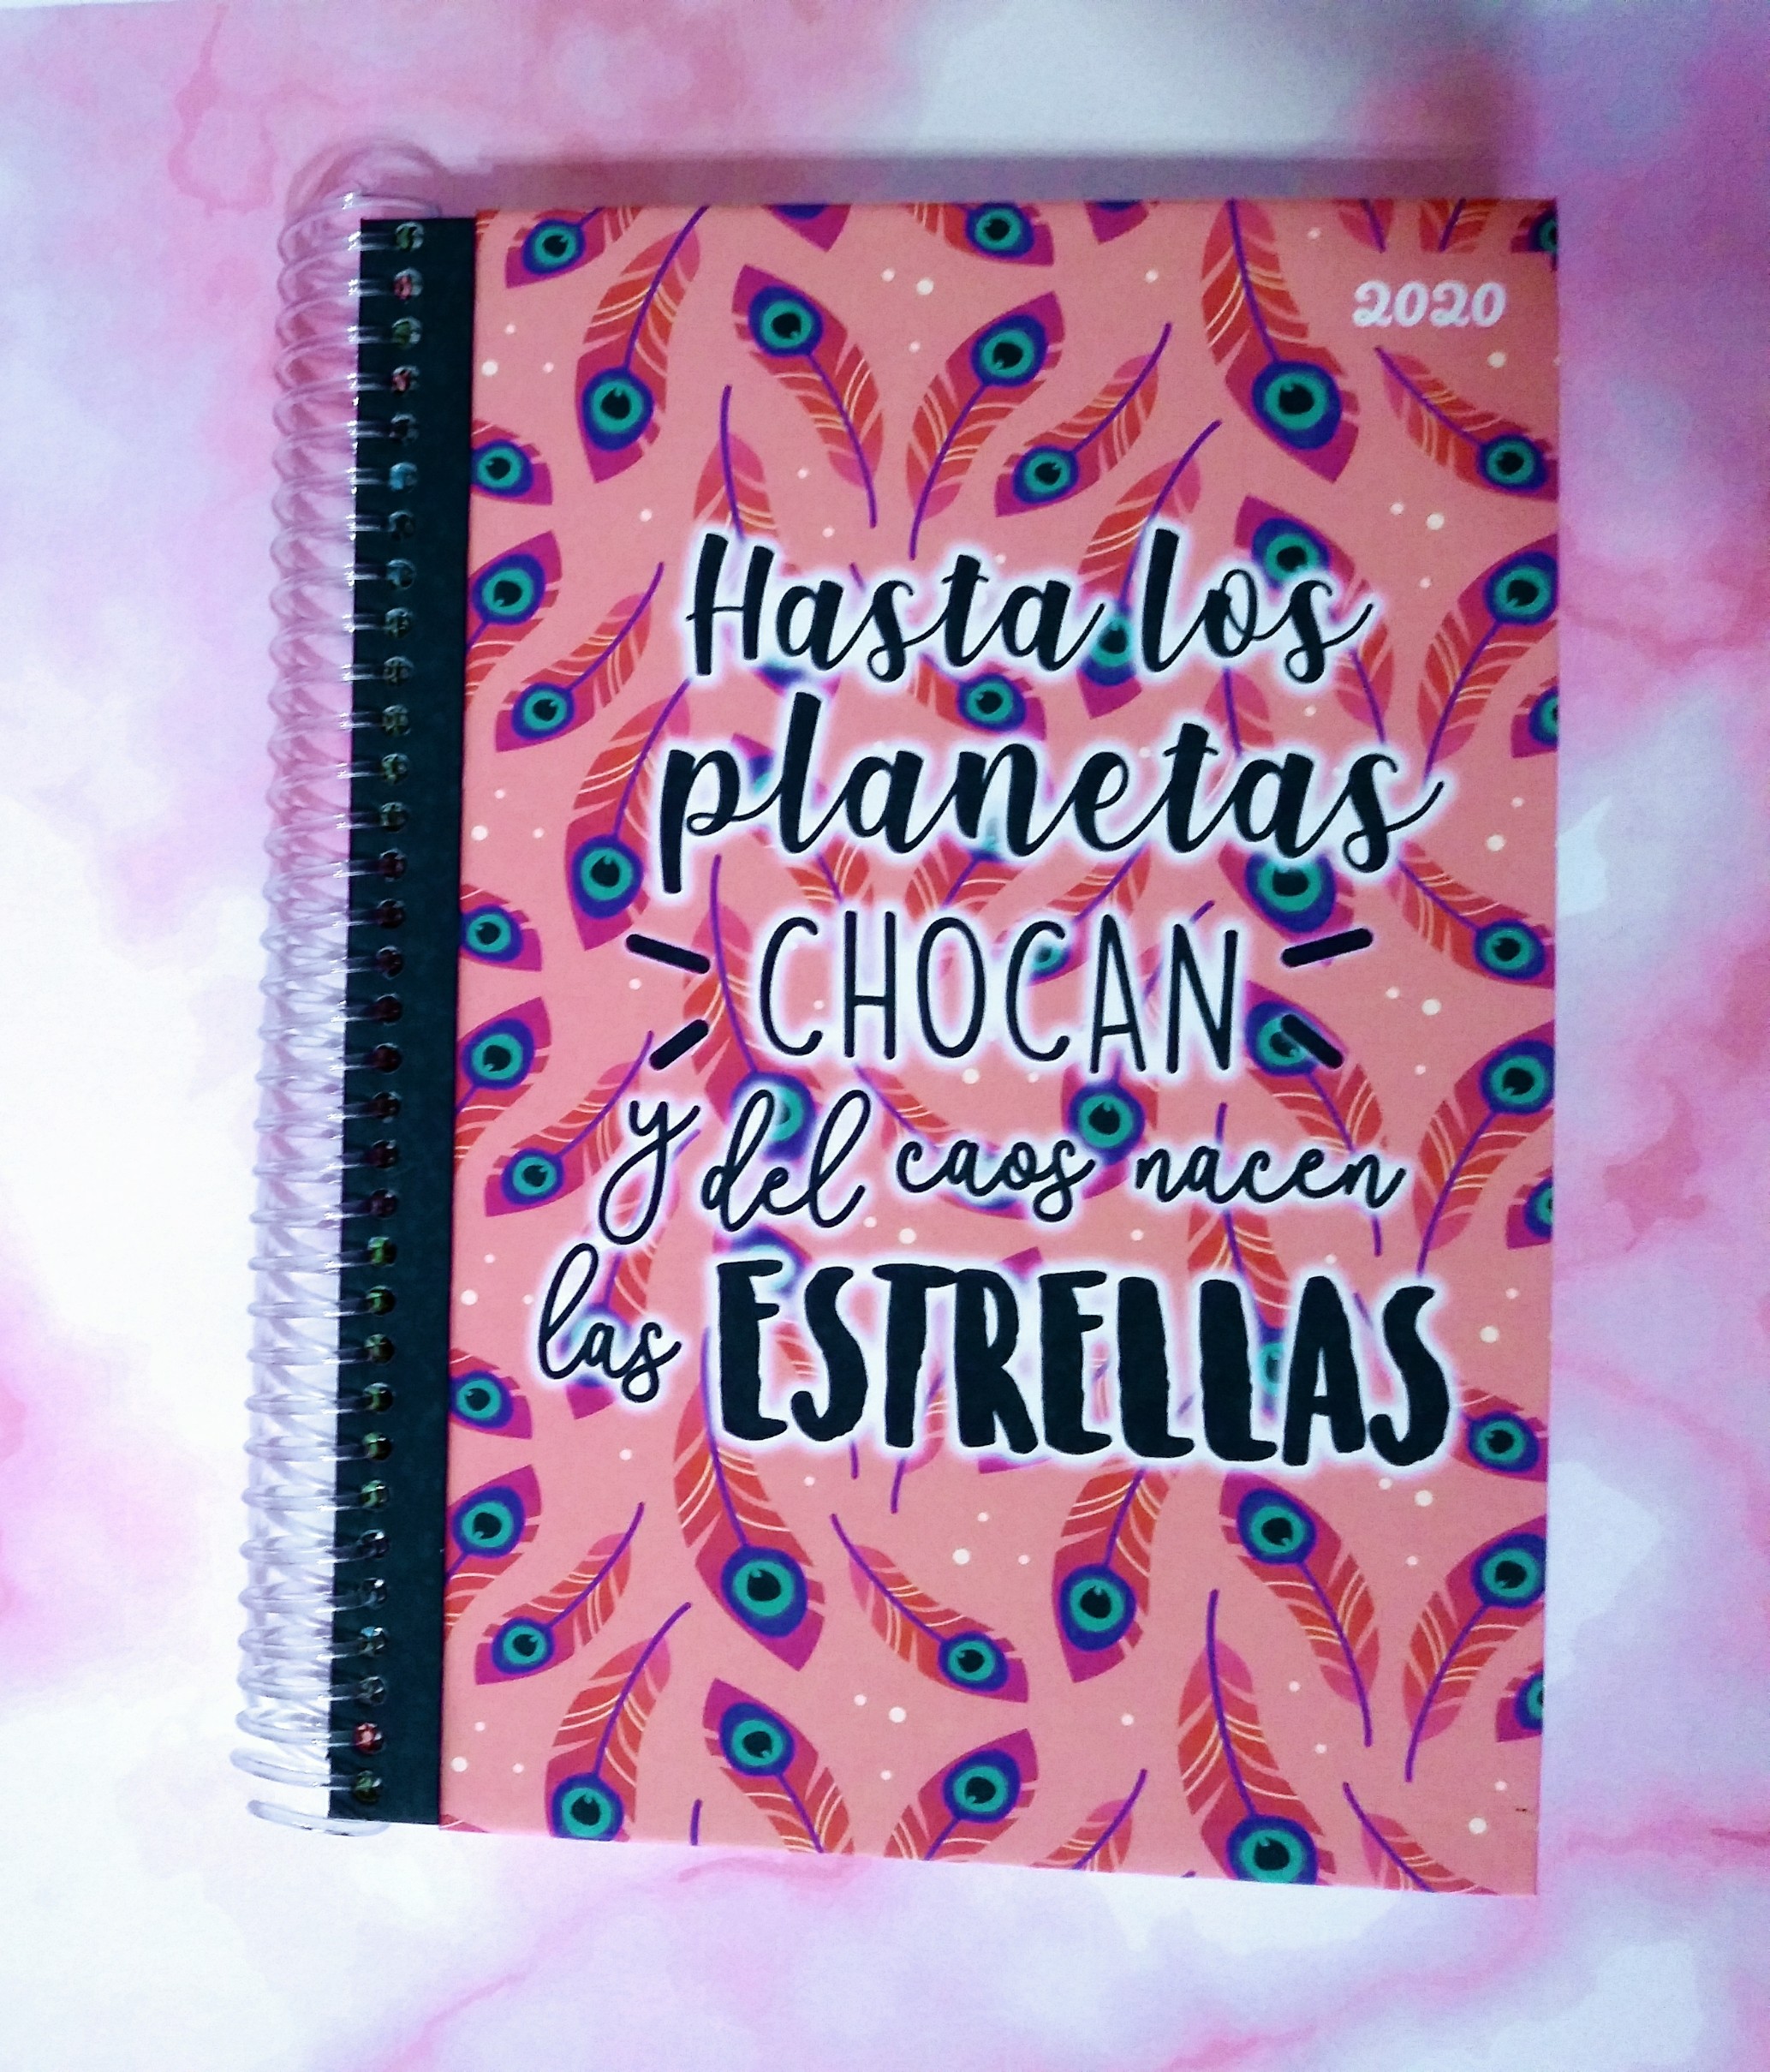 2020
Hasta los
planetas
CHOCAN
y del caos nacen
las ESTRELLAS